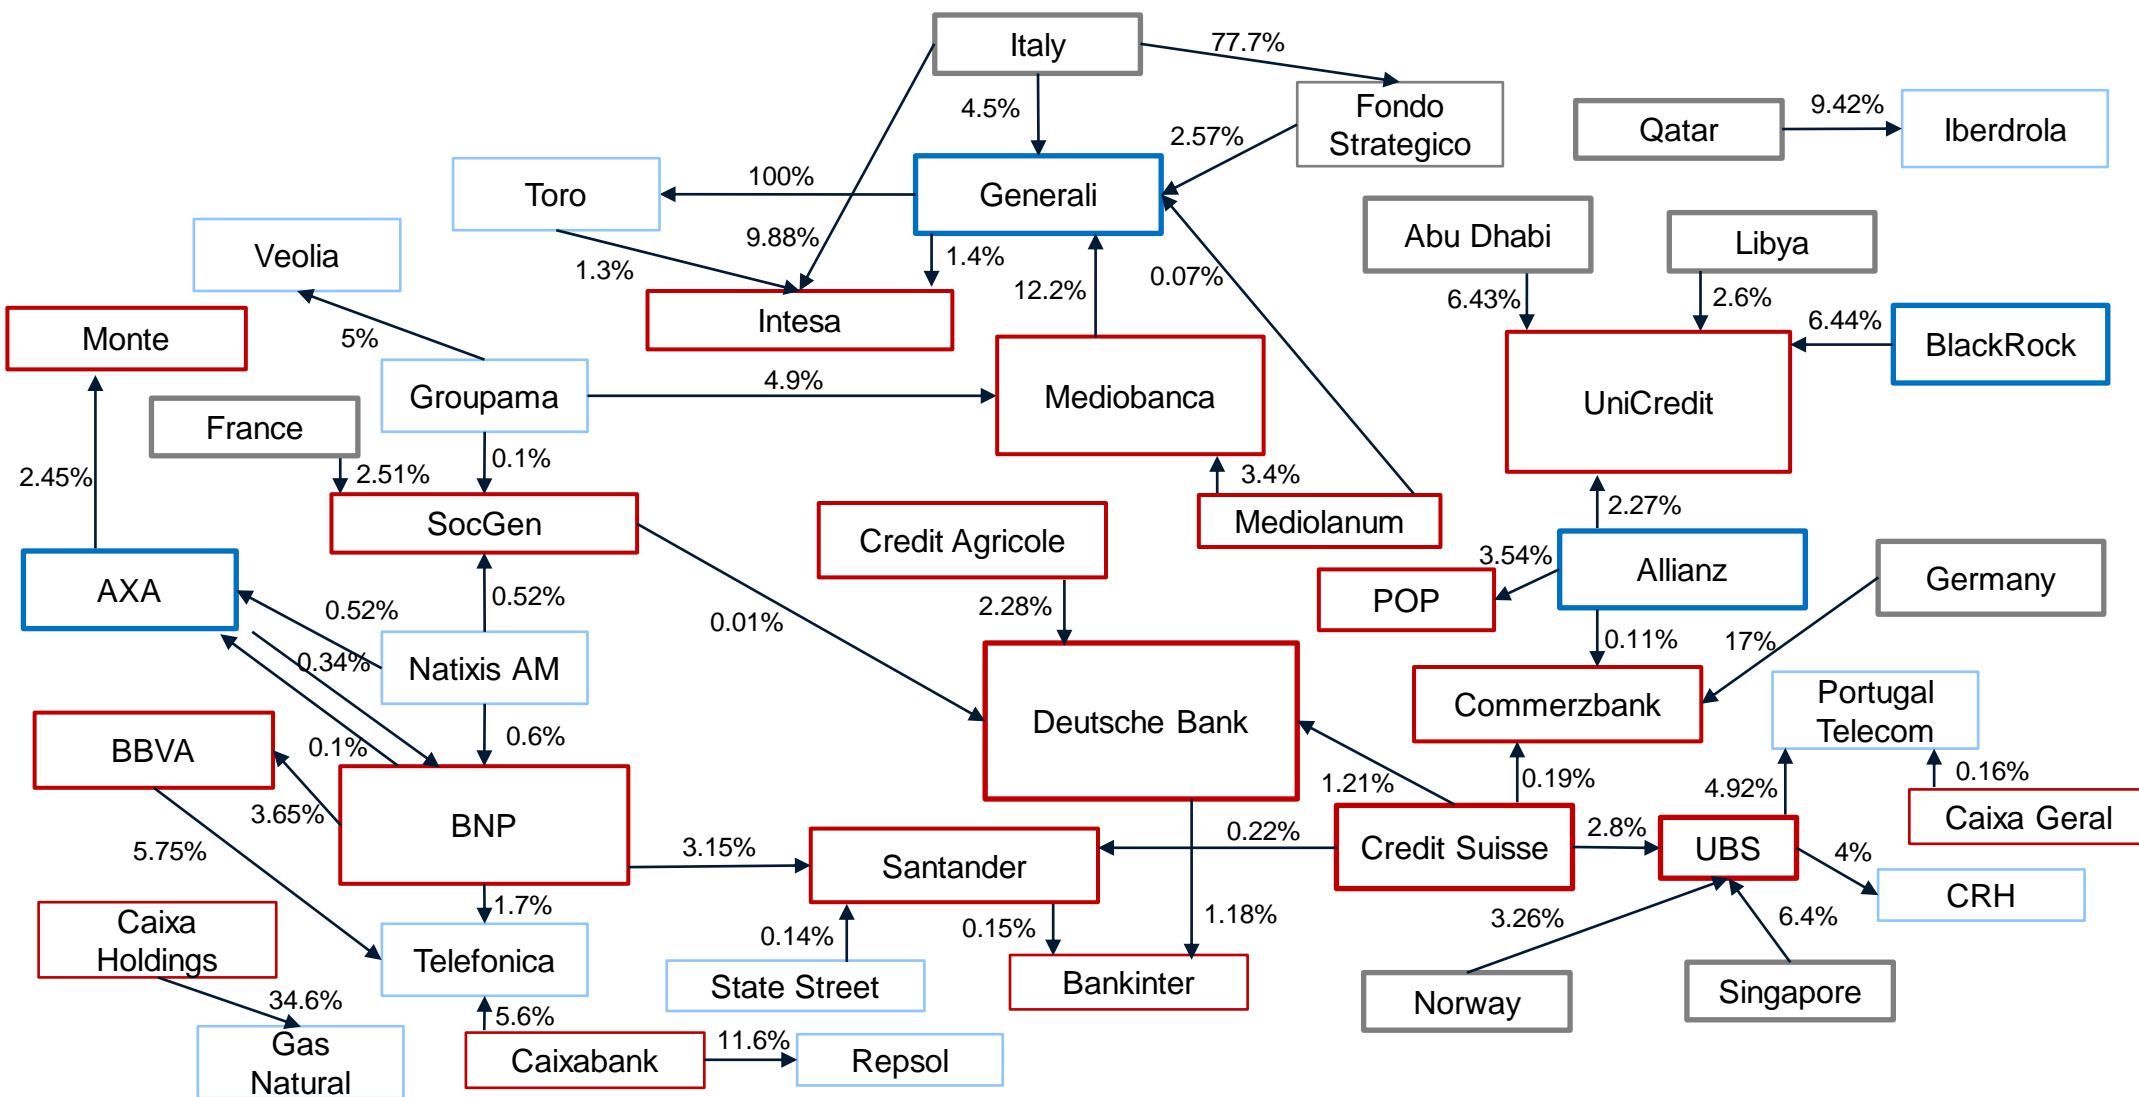 Italy
77.7%
4.5%
Fondo
Strategico
9.42%
Qatar
Iberdrola
2.57%
100%
Toro
Generali
Abu Dhabi
Libya
Veolia
9.88%
1.4%
1.3%
0.07%
12.2%
6.43%
2.6%
Intesa
6.44%
BlackRock
Monte
5%
4.9%
Groupama
Mediobanca
UniCredit
France
0.1%
2.51%
2.45%
3.4%
2.27%
SocGen
Mediolanum
Credit Agricole
3.54%
Allianz
Germany
AXA
0.52%
0.52%
POP
2.28%
0.01%
0.11%
17%
0.34%
Natixis AM
Portugal
Telecom
Commerzbank
Deutsche Bank
BBVA
0.1%
0.6%
0.19%
0.16%
1.21%
4.92%
3.65%
BNP
Caixa Geral
5.75%
3.15%
0.22%
2.8%
Credit Suisse
UBS
4%
Santander
CRH
1.7%
Caixa
Holdings
1.18%
3.26%
6.4%
0.14%
0.15%
Telefonica
State Street
Bankinter
Norway
Singapore
34.6%
5.6%
11.6%
Gas
Natural
Caixabank
Repsol